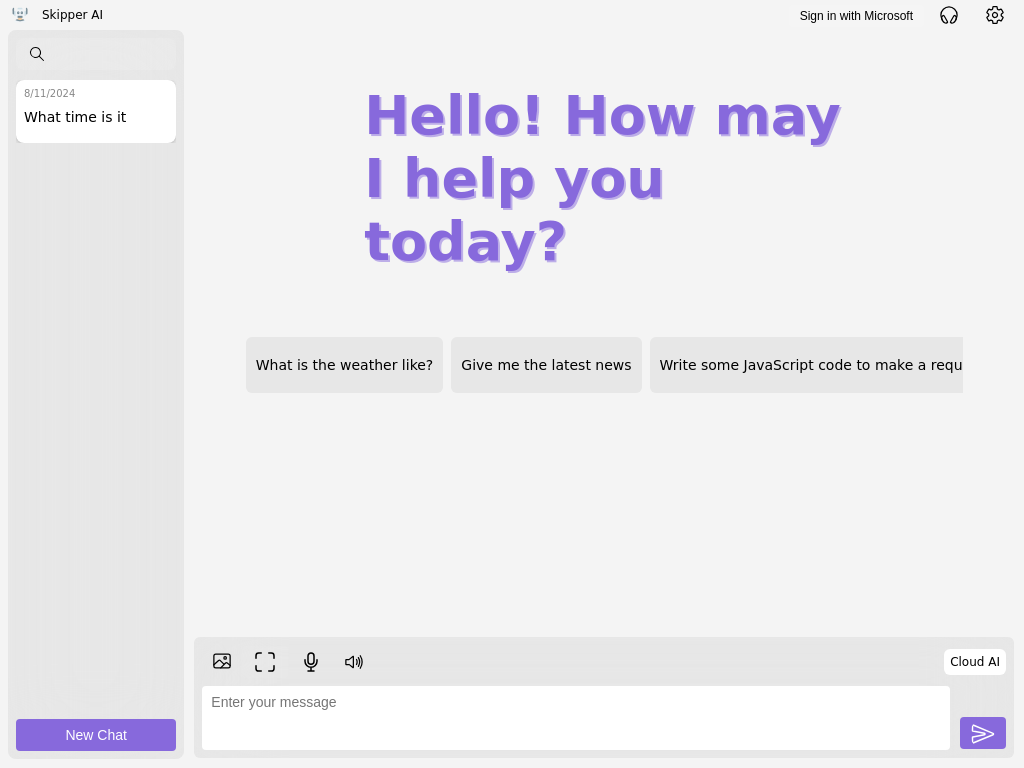 Skipper AI
Sign in with Microsoft
8/11/2024
What time is it
Hello! How may
I help you
today?
What is the weather like?
Give me the latest news
Write some JavaScript code to make a requ
Cloud AI
Enter your message
New Chat